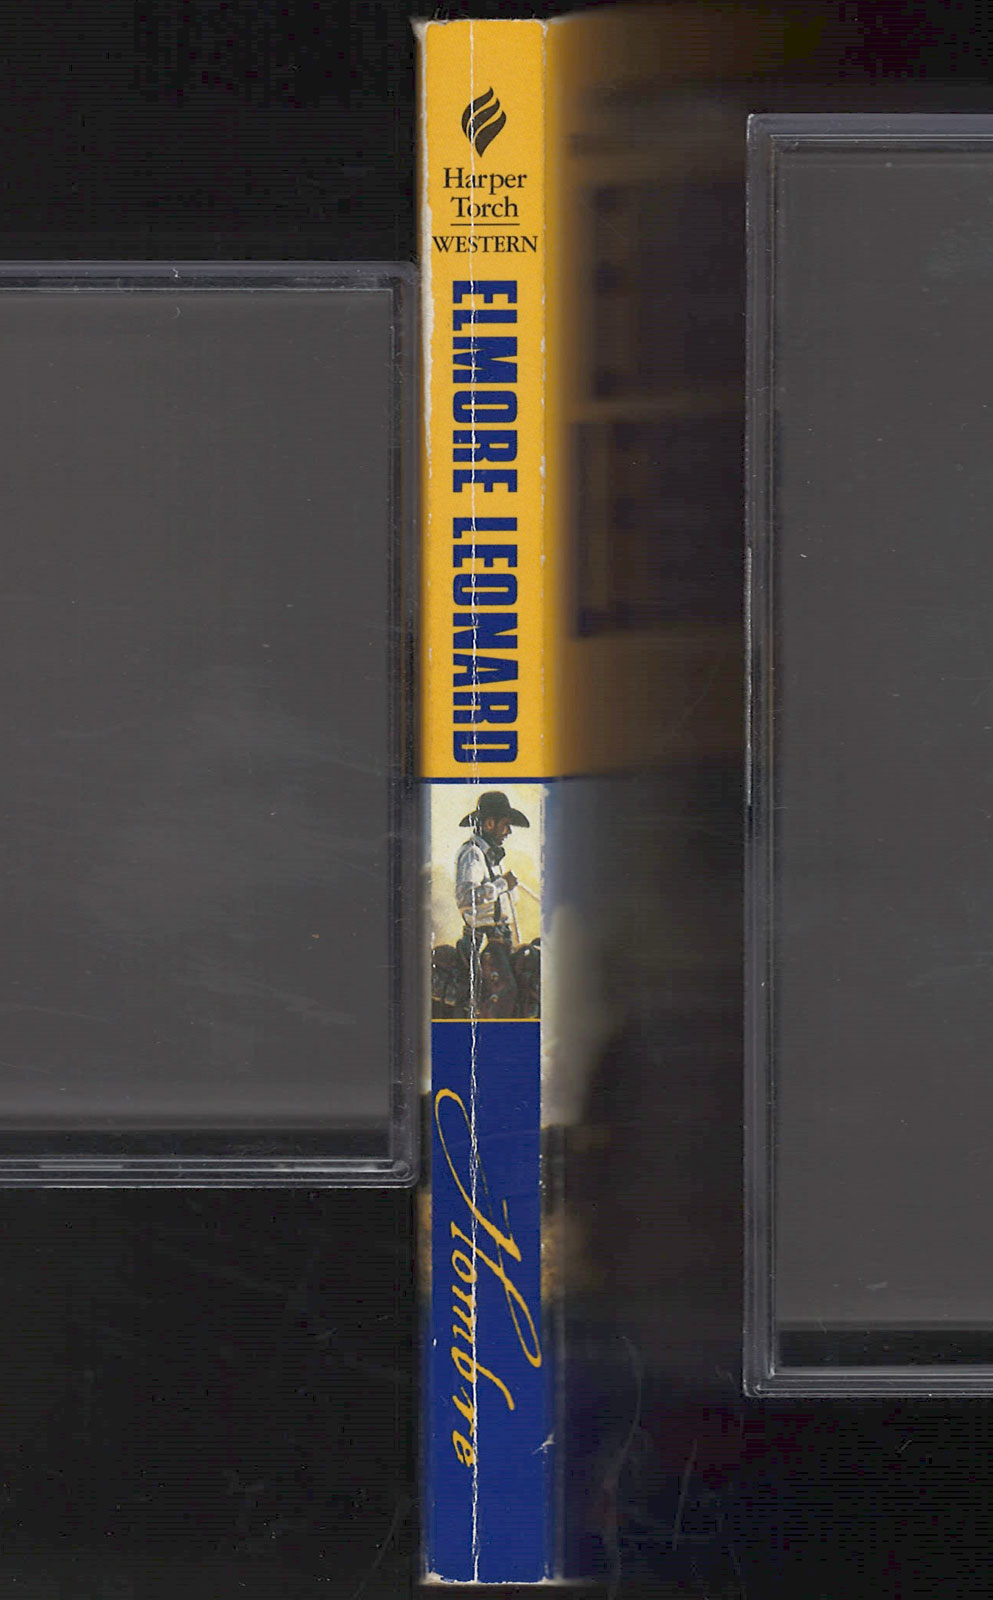 Harper
Torch
WESTERN
ELMORE LEONARD
Hombre